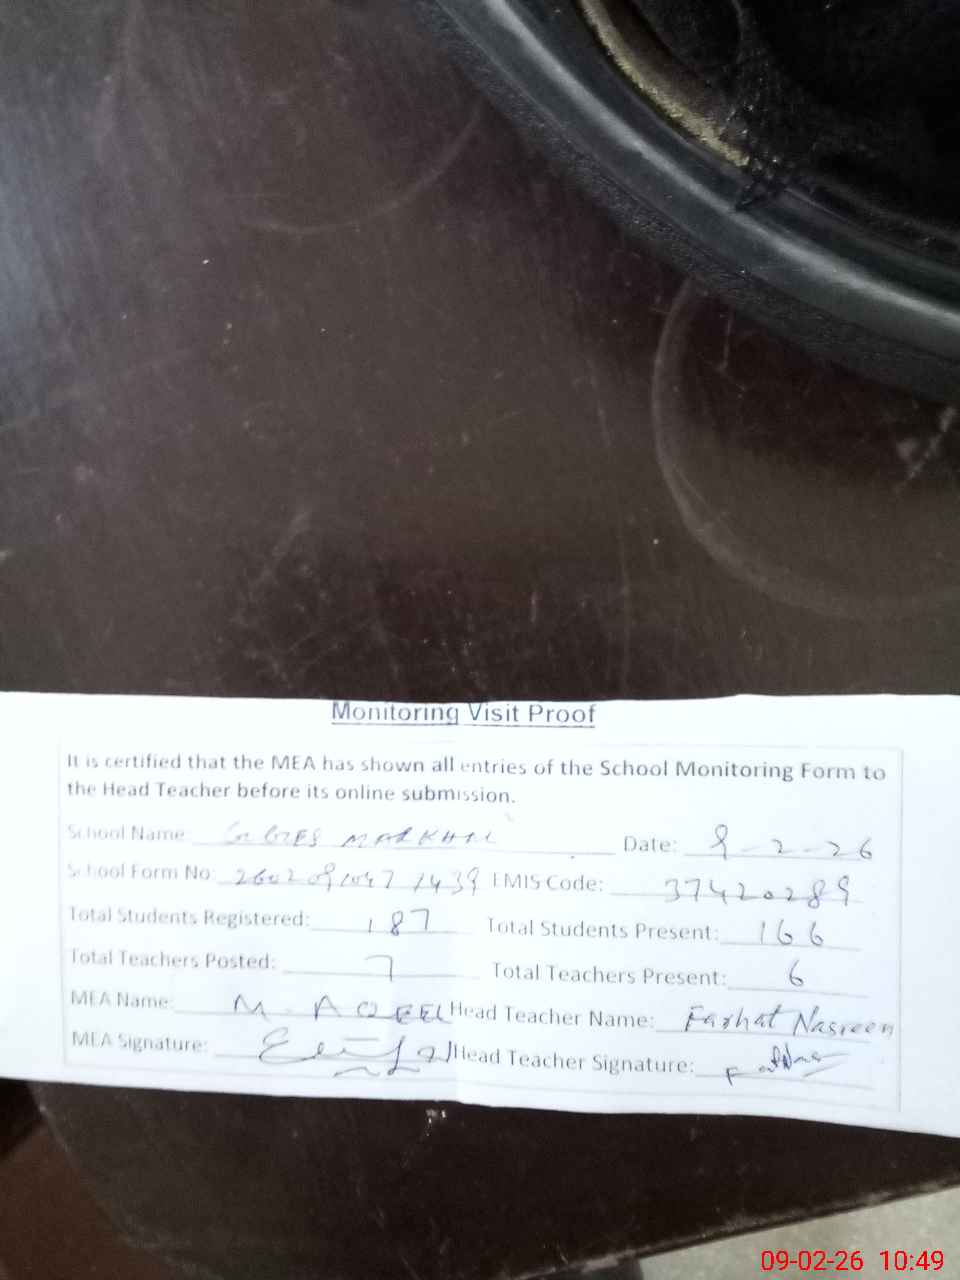 Monitoring Visit Proof
It is certified that the MEA has shown all entries of the School Monitoring Form to
the Head Teacher before its online submission.
School Name: GGES MARKHAL Date: 9-2-26
School Form No: EMIS Code: 37420289
Total Students Registered: 187 Total Students Present: 166
Total Teachers Posted: 7 Total Teachers Present: 6
MEA Name: M. AQEEL Head Teacher Name: Farhat Nasreen
MEA Signature: Head Teacher Signature:
09-02-26 10:49